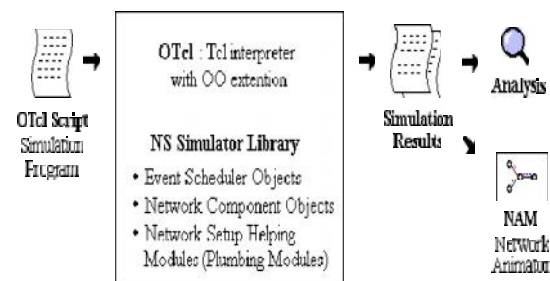 OTcl Script
Simulation
Program
OTcl : Tcl interpreter
with OO extention
NS Simulator Library
• Event Scheduler Objects
• Network Component Objects
• Network Setup Helping
Modules (Plumbing Modules)
Simulation
Results
Analysis
NAM
Network
Animator